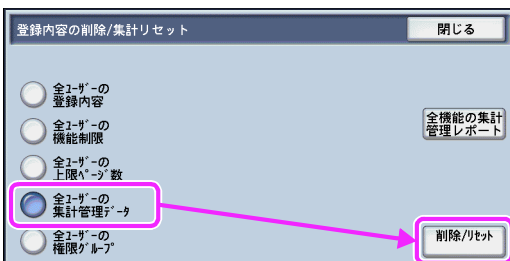 登録内容の削除/集計リセット
閉じる
全ﾕｰｻﾞｰの
登録内容
全ﾕｰｻﾞｰの
機能制限
全ﾕｰｻﾞｰの
上限ﾍﾟｰｼﾞ数
全ﾕｰｻﾞｰの
集計管理ﾃﾞｰﾀ
全ﾕｰｻﾞｰの
権限ｸﾞﾙｰﾌﾟ
全機能の集計
管理レポート
削除/ﾘｾｯﾄ